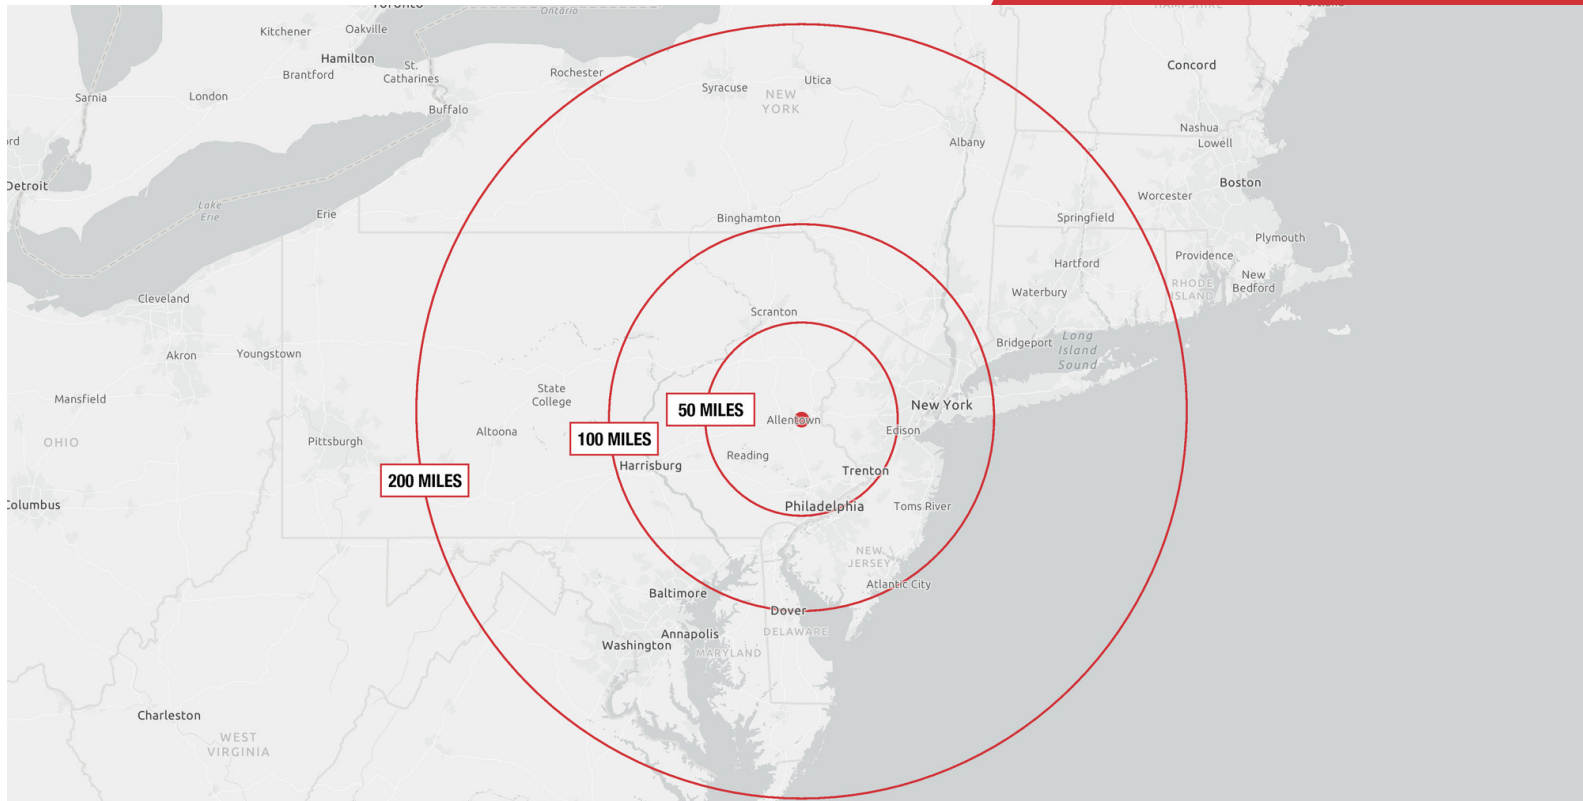 Toronto
Ontario
HAMPSHIRE
Portland
Kitchener
Oakville
Hamilton
St.
Catharines
Brantford
Rochester
Syracuse
Utica
NEW
YORK
Concord
Sarnia
London
Buffalo
Nashua
Lowell
Albany
Detroit
Boston
Worcester
Lake
Erie
Erie
Binghamton
Springfield
Plymouth
Providence
Hartford
New
Bedford
RHODE
ISLAND
Waterbury
Cleveland
Scranton
Bridgeport
Long
Island
Sound
Akron
Youngstown
State
College
Mansfield
50 MILES
Allentown
New York
Edison
OHIO
Pittsburgh
Altoona
100 MILES
Harrisburg
Reading
Trenton
200 MILES
Columbus
Philadelphia
Toms River
NEW
JERSEY
Atlantic City
Baltimore
Dover
DELAWARE
Annapolis
Washington
MARYLAND
Charleston
WEST
VIRGINIA